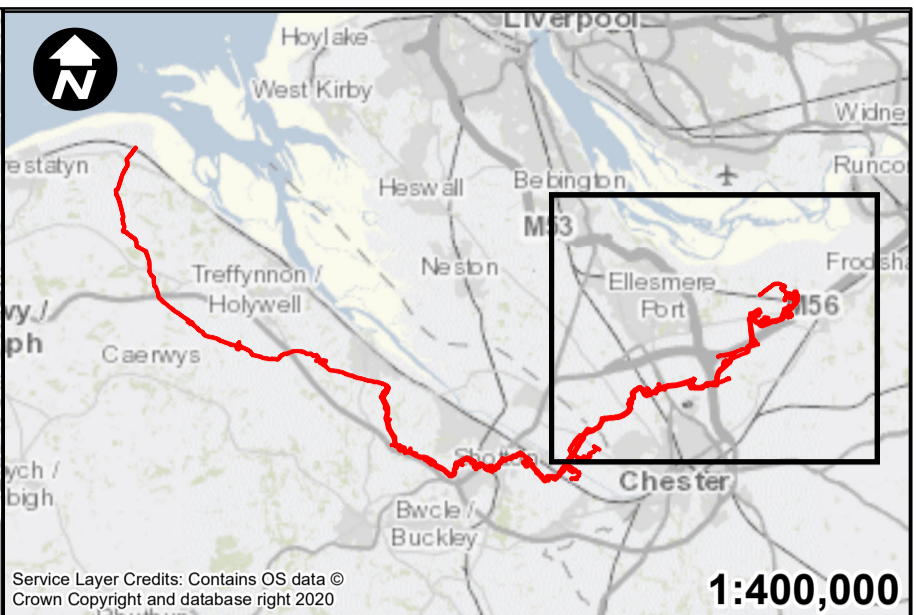 Liverpool
Hoylake
N
West Kirby
Widne
estatyn
Runco
Heswall
Bebington
M53
Neston
Frodsha
Treffynnon /
Holywell
Ellesmere
Port
M56
wy /
ph
Caerwys
Shotton
ych /
bigh
Chester
Bwcle /
Buckley
Service Layer Credits: Contains OS data ©
Crown Copyright and database right 2020
1:400,000